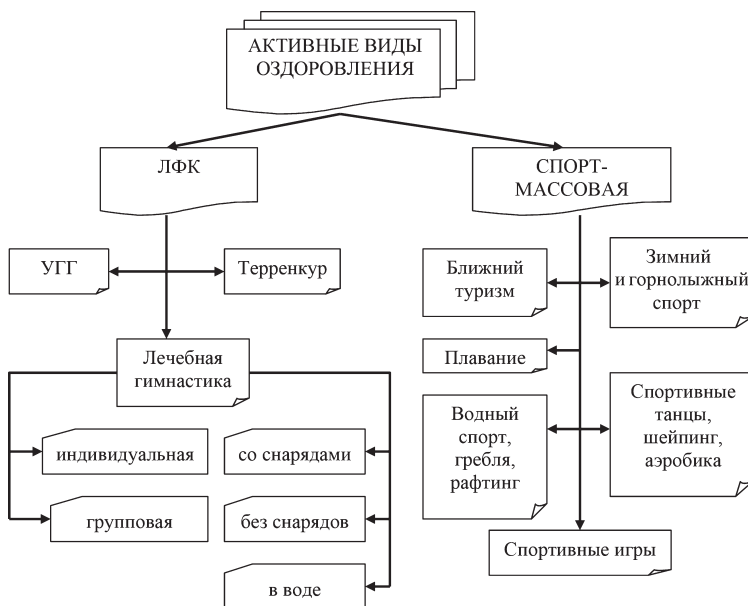 АКТИВНЫЕ ВИДЫ
ОЗДОРОВЛЕНИЯ
ЛФК
СПОРТ-
МАССОВАЯ
УГГ
Терренкур
Ближний
туризм
Зимний
и горнолыжный
спорт
Лечебная
гимнастика
Плавание
индивидуальная
со снарядами
групповая
без снарядов
в воде
Водный
спорт,
гребля,
рафтинг
Спортивные
танцы,
шейпинг,
аэробика
Спортивные игры